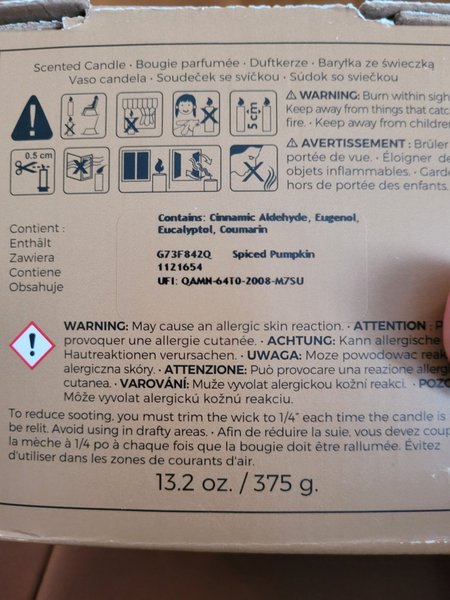 Scented Candle • Bougie parfumée • Duftkerze • Baryłka ze świeczką
Vaso candela • Soudeček se svíčkou • Súdok so sviečkou
WARNING: Burn within sigh
Keep away from things that catc
fire. • Keep away from children
5 cm
AVERTISSEMENT : Brûler
portée de vue. • Éloigner de
objets inflammables. • Garde
hors de portée des enfants.
0.5 cm
Contient :
Enthält
Zawiera
Contiene
Obsahuje
Contains: Cinnamic Aldehyde, Eugenol,
Eucalyptol, Coumarin
G73F842Q Spiced Pumpkin
1121654
UFI: QAMN-64T0-2008-M7SU
WARNING: May cause an allergic skin reaction. • ATTENTION : P
provoquer une allergie cutanée. • ACHTUNG: Kann allergische
Hautreaktionen verursachen. • UWAGA: Moze powodowac reak
alergiczna skóry. • ATTENZIONE: Può provocare una reazione allerg
cutanea. • VAROVÁNÍ: Muže vyvolat alergickou kožní reakci. • POZO
Môže vyvolať alergickú kožnú reakciu.
To reduce sooting, you must trim the wick to 1/4" each time the candle is
be relit. Avoid using in drafty areas. • Afin de réduire la suie, vous devez coup
la mèche à 1/4 po à chaque fois que la bougie doit être rallumée. Évitez
d'utiliser dans les zones de courants d'air.
13.2 oz. / 375 g.